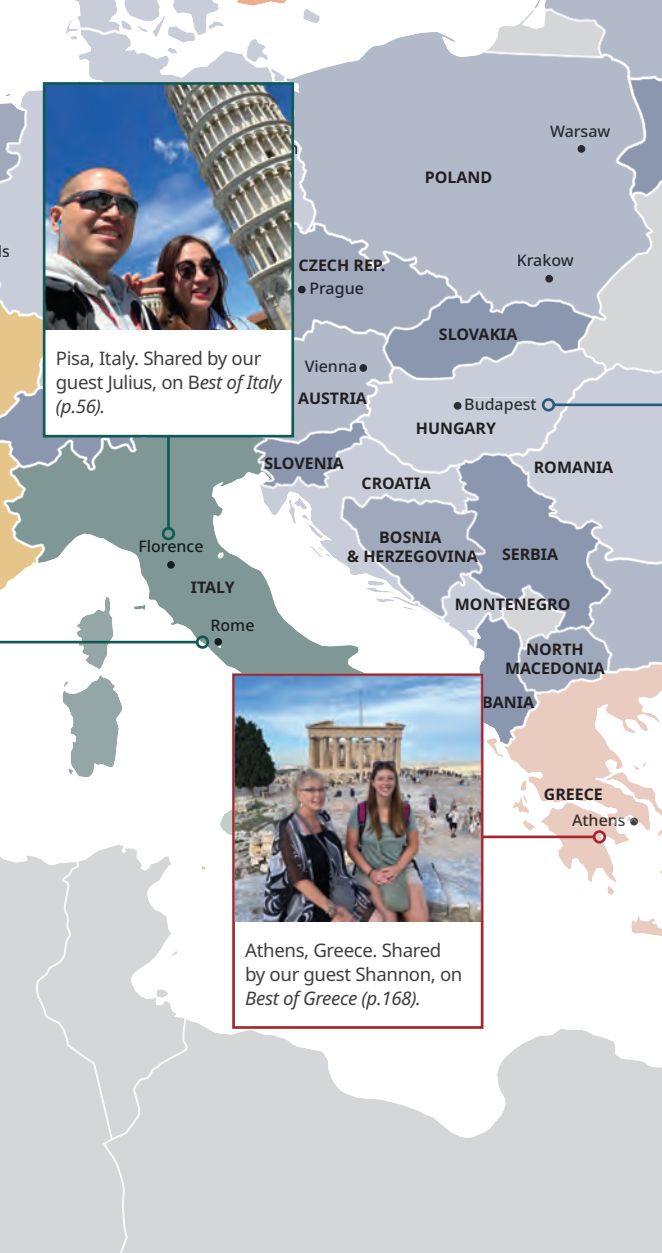 Warsaw
POLAND
ls
CZECH REP.
Krakow
Prague
SLOVAKIA
Pisa, Italy. Shared by our
guest Julius, on Best of Italy
(p.56).
Vienna
AUSTRIA
Budapest
HUNGARY
SLOVENIA
ROMANIA
CROATIA
Florence
BOSNIA
& HERZEGOVINA
SERBIA
ITALY
MONTENEGRO
Rome
NORTH
MACEDONIA
BANIA
GREECE
Athens
Athens, Greece. Shared
by our guest Shannon, on
Best of Greece (p.168).